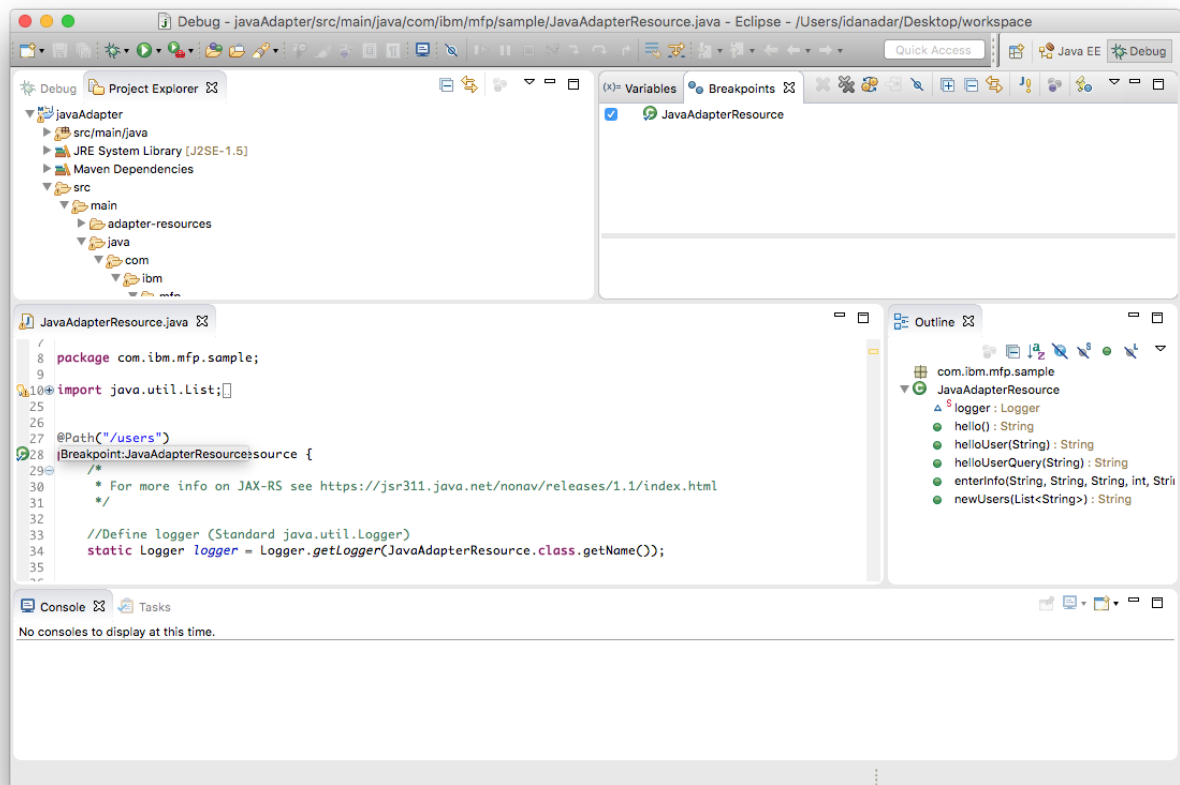 Debug - javaAdapter/src/main/java/com/ibm/mfp/sample/JavaAdapterResource.java - Eclipse - /Users/idanadar/Desktop/workspace
Quick Access
Java EE
Debug
Debug
Project Explorer
javaAdapter
src/main/java
JRE System Library [J2SE-1.5]
Maven Dependencies
src
main
adapter-resources
java
com
ibm
(x)= Variables
Breakpoints
JavaAdapterResource
JavaAdapterResource.java
7
8 package com.ibm.mfp.sample;
9
10 import java.util.List;
25
26
27 @Path("/users")
28 Breakpoint:JavaAdapterResource source {
29 /*
30 * For more info on JAX-RS see https://jsr311.java.net/nonav/releases/1.1/index.html
31 */
32
33 //Define logger (Standard java.util.Logger)
34 static Logger logger = Logger.getLogger(JavaAdapterResource.class.getName());
35
Outline
com.ibm.mfp.sample
JavaAdapterResource
S logger : Logger
hello() : String
helloUser(String) : String
helloUserQuery(String) : String
enterInfo(String, String, String, int, Stri
newUsers(List<String>) : String
Console
Tasks
No consoles to display at this time.